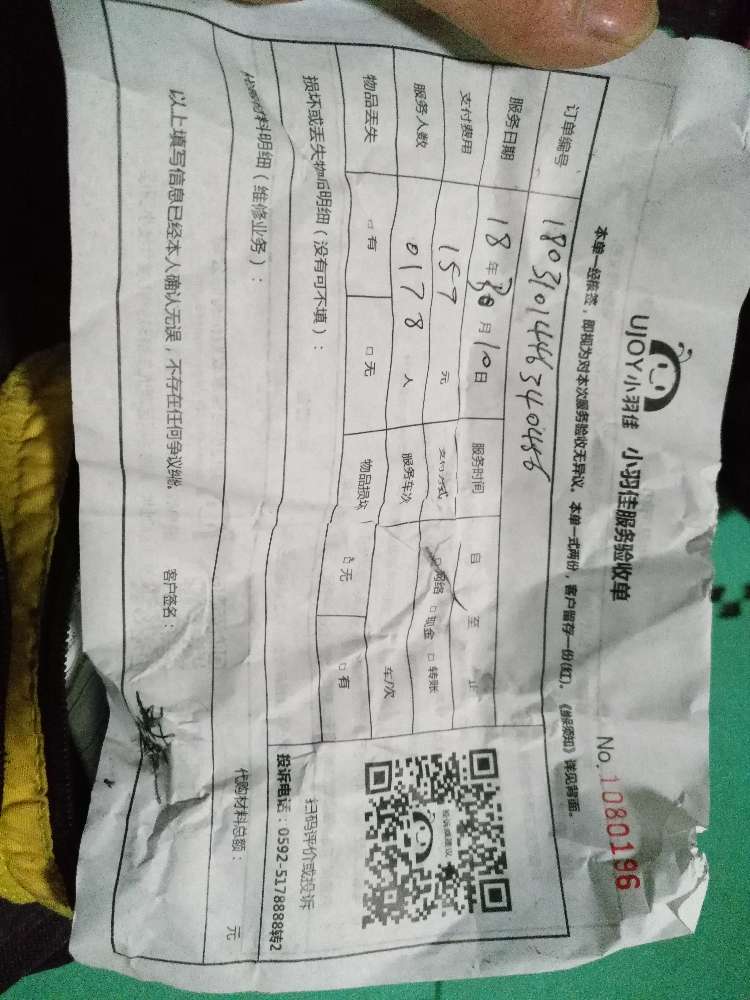 UJOY小羽佳 小羽佳服务验收单
No.1080196
本单一经核签，即视为对本次服务验收无异议。本单一式两份，客户留存一份(红)。《维保须知》详见背面。
订单编号 1803101446340456
服务日期 18年 月10日 服务时间 自 至 止
支付费用 157 元 支付方式 □网络 □现金 □转账
服务人数 0178 人 服务车次 车/次
物品丢失 □有 □无 物品损坏 □无 □有
损坏或丢失物品明细（没有可不填）：
扫码评价或投诉
投诉电话：0592-5178888转2
代购材料明细（维修业务）：
代购材料总额： 元
以上填写信息已经本人确认无误，不存在任何争议纠纷。 客户签名：